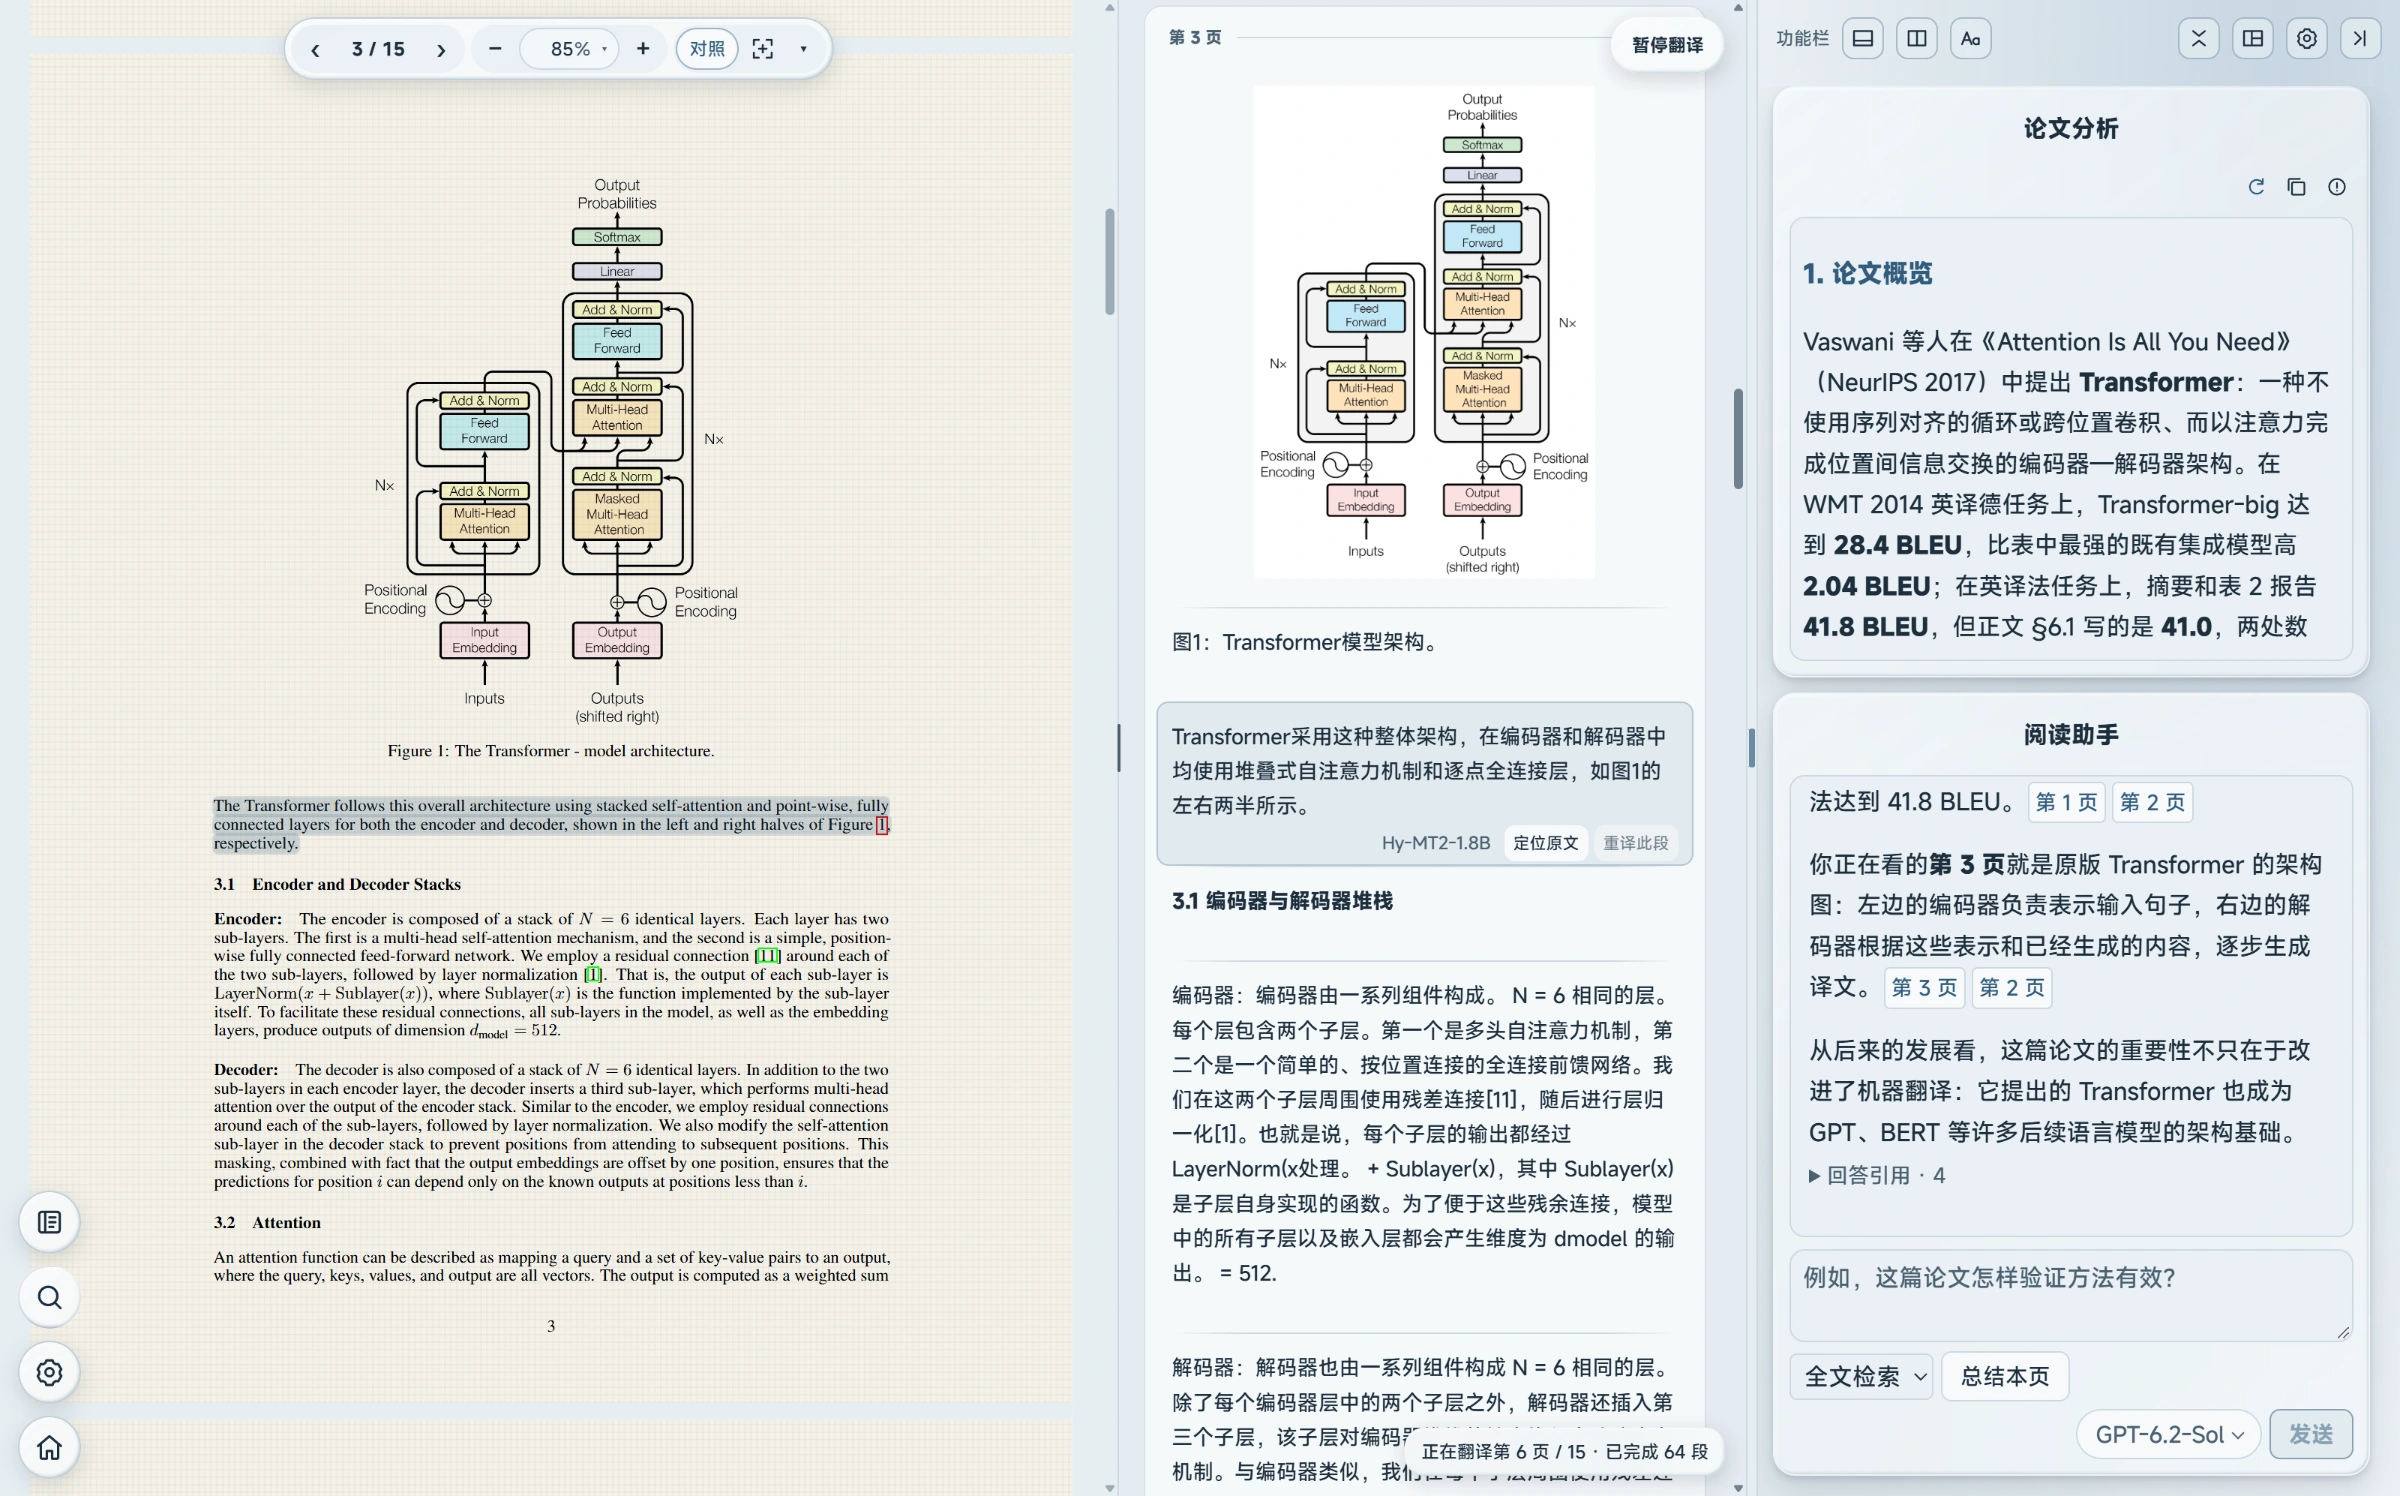 3 / 15
85%
对照
Output
Probabilities
Softmax
Linear
Add & Norm
Feed
Forward
Add & Norm
Multi-Head
Attention
Add & Norm
Masked
Multi-Head
Attention
Nx
Add & Norm
Feed
Forward
Add & Norm
Multi-Head
Attention
Nx
Positional
Encoding
Positional
Encoding
Input
Embedding
Output
Embedding
Inputs
Outputs
(shifted right)
Figure 1: The Transformer - model architecture.
The Transformer follows this overall architecture using stacked self-attention and point-wise, fully
connected layers for both the encoder and decoder, shown in the left and right halves of Figure 1,
respectively.
3.1 Encoder and Decoder Stacks
Encoder: The encoder is composed of a stack of N = 6 identical layers. Each layer has two
sub-layers. The first is a multi-head self-attention mechanism, and the second is a simple, position-
wise fully connected feed-forward network. We employ a residual connection [11] around each of
the two sub-layers, followed by layer normalization [1]. That is, the output of each sub-layer is
LayerNorm(x + Sublayer(x)), where Sublayer(x) is the function implemented by the sub-layer
itself. To facilitate these residual connections, all sub-layers in the model, as well as the embedding
layers, produce outputs of dimension dmodel = 512.
Decoder: The decoder is also composed of a stack of N = 6 identical layers. In addition to the two
sub-layers in each encoder layer, the decoder inserts a third sub-layer, which performs multi-head
attention over the output of the encoder stack. Similar to the encoder, we employ residual connections
around each of the sub-layers, followed by layer normalization. We also modify the self-attention
sub-layer in the decoder stack to prevent positions from attending to subsequent positions. This
masking, combined with fact that the output embeddings are offset by one position, ensures that the
predictions for position i can depend only on the known outputs at positions less than i.
3.2 Attention
An attention function can be described as mapping a query and a set of key-value pairs to an output,
where the query, keys, values, and output are all vectors. The output is computed as a weighted sum
3
第 3 页
暂停翻译
Output
Probabilities
Softmax
Linear
Add & Norm
Feed
Forward
Add & Norm
Multi-Head
Attention
Add & Norm
Masked
Multi-Head
Attention
Nx
Add & Norm
Feed
Forward
Add & Norm
Multi-Head
Attention
Nx
Positional
Encoding
Positional
Encoding
Input
Embedding
Output
Embedding
Inputs
Outputs
(shifted right)
图1：Transformer模型架构。
Transformer采用这种整体架构，在编码器和解码器中
均使用堆叠式自注意力机制和逐点全连接层，如图1的
左右两半所示。
Hy-MT2-1.8B 定位原文 重译此段
3.1 编码器与解码器堆栈
编码器：编码器由一系列组件构成。 N = 6 相同的层。
每个层包含两个子层。第一个是多头自注意力机制，第
二个是一个简单的、按位置连接的全连接前馈网络。我
们在这两个子层周围使用残差连接[11]，随后进行层归
一化[1]。也就是说，每个子层的输出都经过
LayerNorm(x处理。 + Sublayer(x)，其中 Sublayer(x)
是子层自身实现的函数。为了便于这些残余连接，模型
中的所有子层以及嵌入层都会产生维度为 dmodel 的输
出。 = 512.
解码器：解码器也由一系列组件构成 N = 6 相同的层。
除了每个编码器层中的两个子层之外，解码器还插入第
三个子层，该子层对编码
机制。与编码器类似，我
正在翻译第 6 页 / 15 · 已完成 64 段
功能栏
Aa
论文分析
1. 论文概览
Vaswani 等人在《Attention Is All You Need》
（NeurIPS 2017）中提出 Transformer：一种不
使用序列对齐的循环或跨位置卷积、而以注意力完
成位置间信息交换的编码器—解码器架构。在
WMT 2014 英译德任务上，Transformer-big 达
到 28.4 BLEU，比表中最强的既有集成模型高
2.04 BLEU；在英译法任务上，摘要和表 2 报告
41.8 BLEU，但正文 §6.1 写的是 41.0，两处数
阅读助手
法达到 41.8 BLEU。 第 1 页 第 2 页
你正在看的第 3 页就是原版 Transformer 的架构
图：左边的编码器负责表示输入句子，右边的解
码器根据这些表示和已经生成的内容，逐步生成
译文。 第 3 页 第 2 页
从后来的发展看，这篇论文的重要性不只在于改
进了机器翻译：它提出的 Transformer 也成为
GPT、BERT 等许多后续语言模型的架构基础。
回答引用 · 4
例如，这篇论文怎样验证方法有效？
全文检索
总结本页
GPT-6.2-Sol
发送